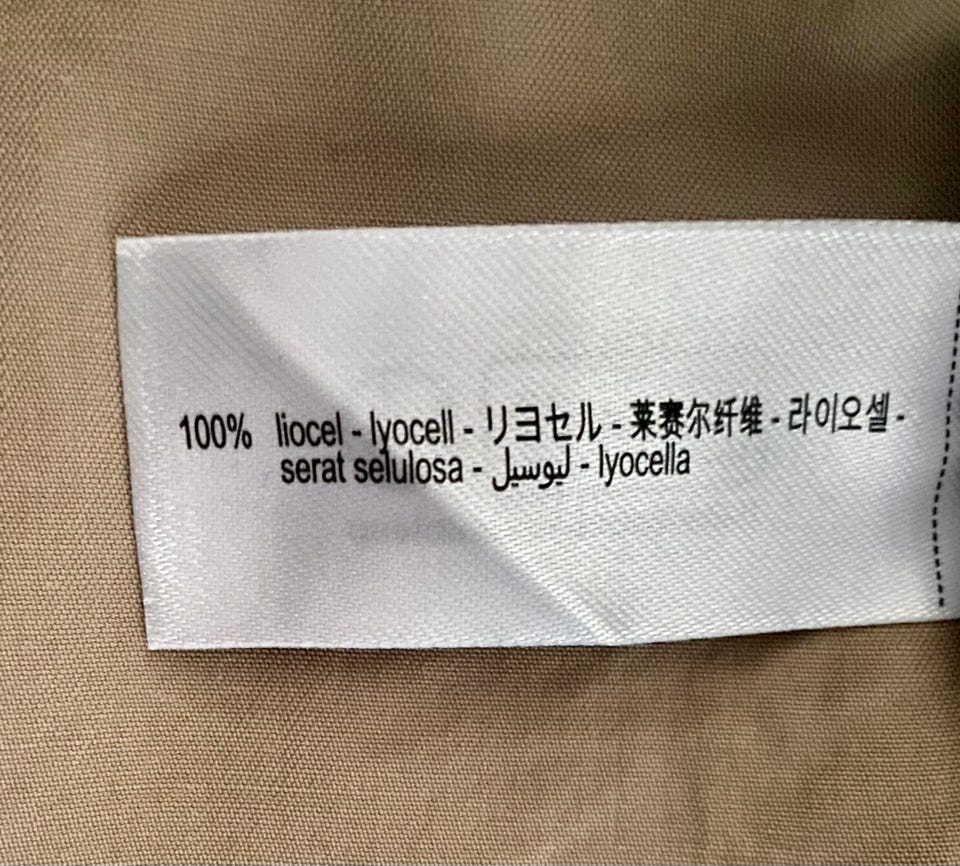 100% liocel - lyocell - リヨセル - 莱赛尔纤维 - 라이오셀 -
serat selulosa - ليوسيل - lyocella